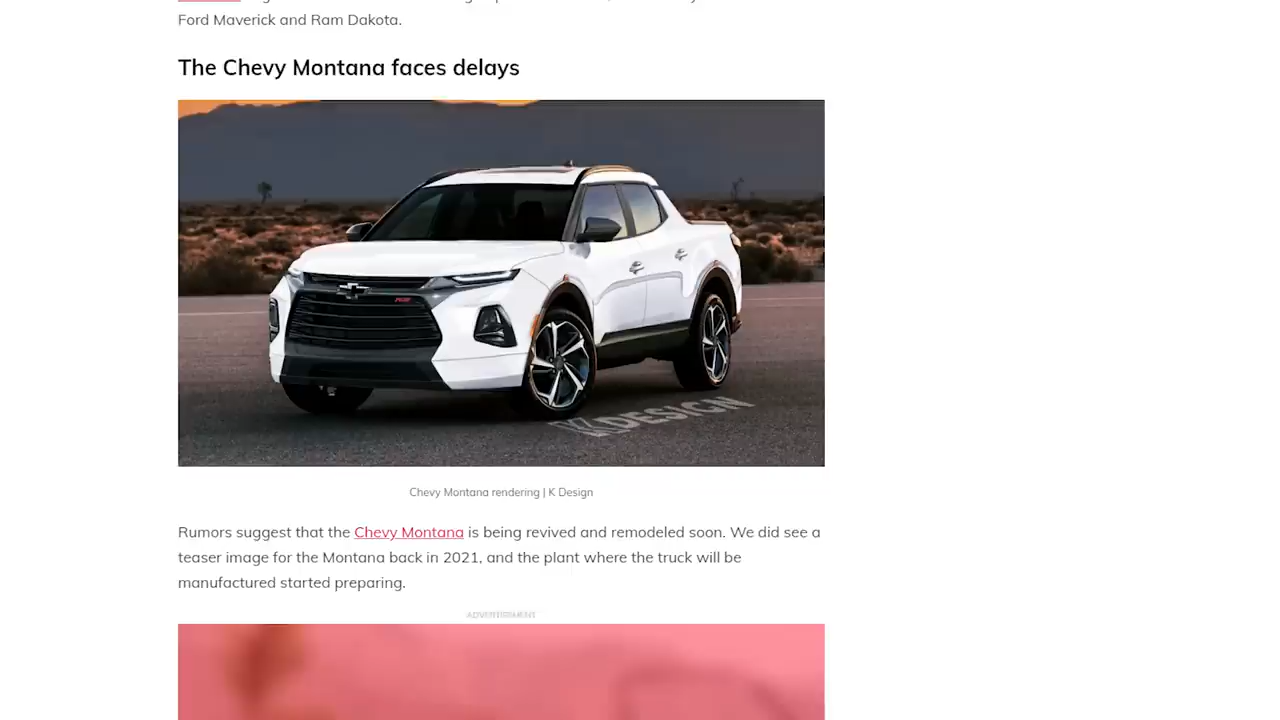 Ford Maverick and Ram Dakota.
The Chevy Montana faces delays
RS
KDESIGN
Chevy Montana rendering | K Design
Rumors suggest that the Chevy Montana is being revived and remodeled soon. We did see a
teaser image for the Montana back in 2021, and the plant where the truck will be
manufactured started preparing.
ADVERTISEMENT